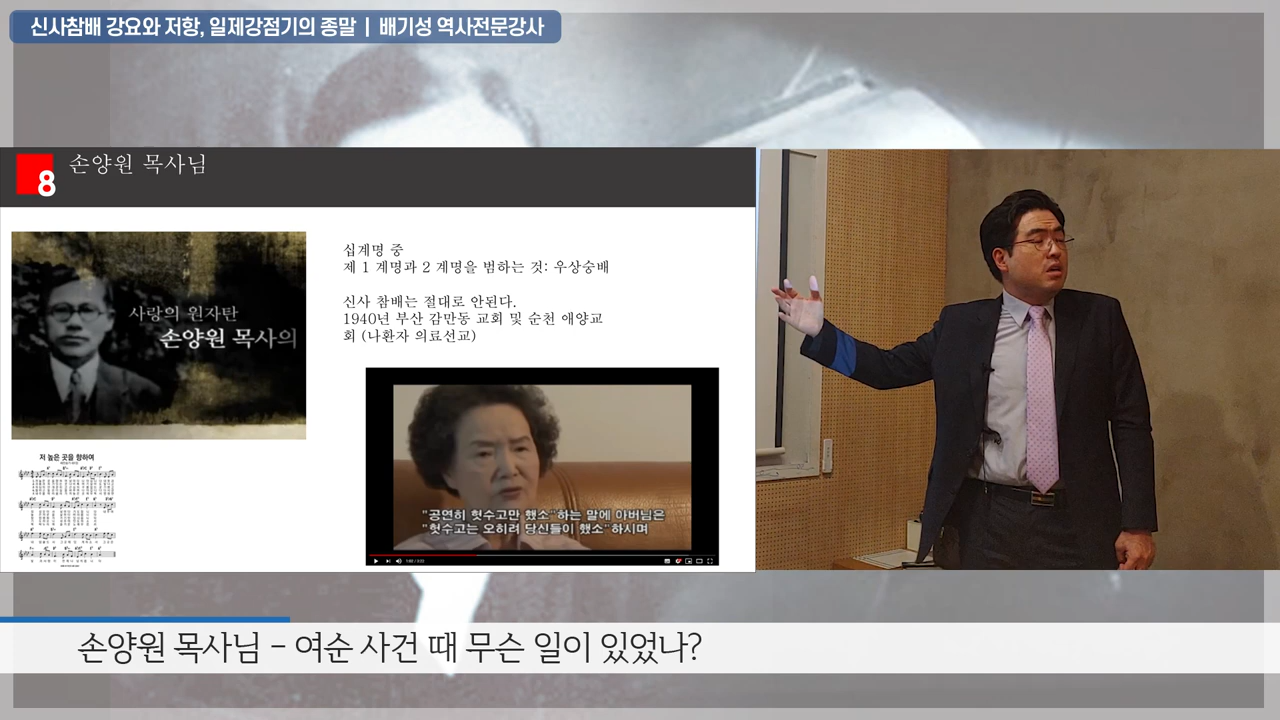 신사참배 강요와 저항, 일제강점기의 종말 | 배기성 역사전문강사
8
손양원 목사님
사랑의 원자탄
손양원 목사의
십계명 중
제 1 계명과 2 계명을 범하는 것: 우상숭배
신사 참배는 절대로 안된다.
1940년 부산 감만동 교회 및 순천 애양교
회 (나환자 의료선교)
저 높은 곳을 향하여
"공연히 헛수고만 했소"하는 말에 아버님은
"헛수고는 오히려 당신들이 했소"하시며
손양원 목사님 - 여순 사건 때 무슨 일이 있었나?